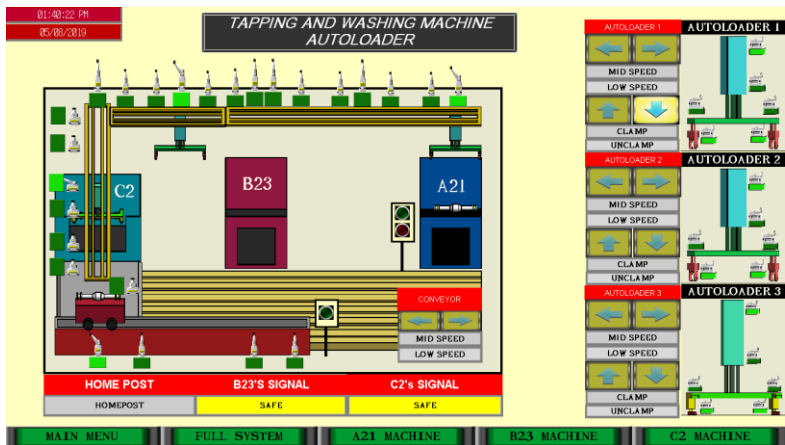 01:40:22 PM
05/08/2019
TAPPING AND WASHING MACHINE
AUTOLOADER
C2
B23
A21
CONVEYOR
MID SPEED
LOW SPEED
HOME POST
B23'S SIGNAL
C2's SIGNAL
HOMEPOST
SAFE
SAFE
AUTOLOADER 1
AUTOLOADER 1
MID SPEED
LOW SPEED
CLAMP
UNCLAMP
AUTOLOADER 2
AUTOLOADER 2
MID SPEED
LOW SPEED
CLAMP
UNCLAMP
AUTOLOADER 3
AUTOLOADER 3
MID SPEED
LOW SPEED
CLAMP
UNCLAMP
MAIN MENU
FULL SYSTEM
A21 MACHINE
B23 MACHINE
C2 MACHINE